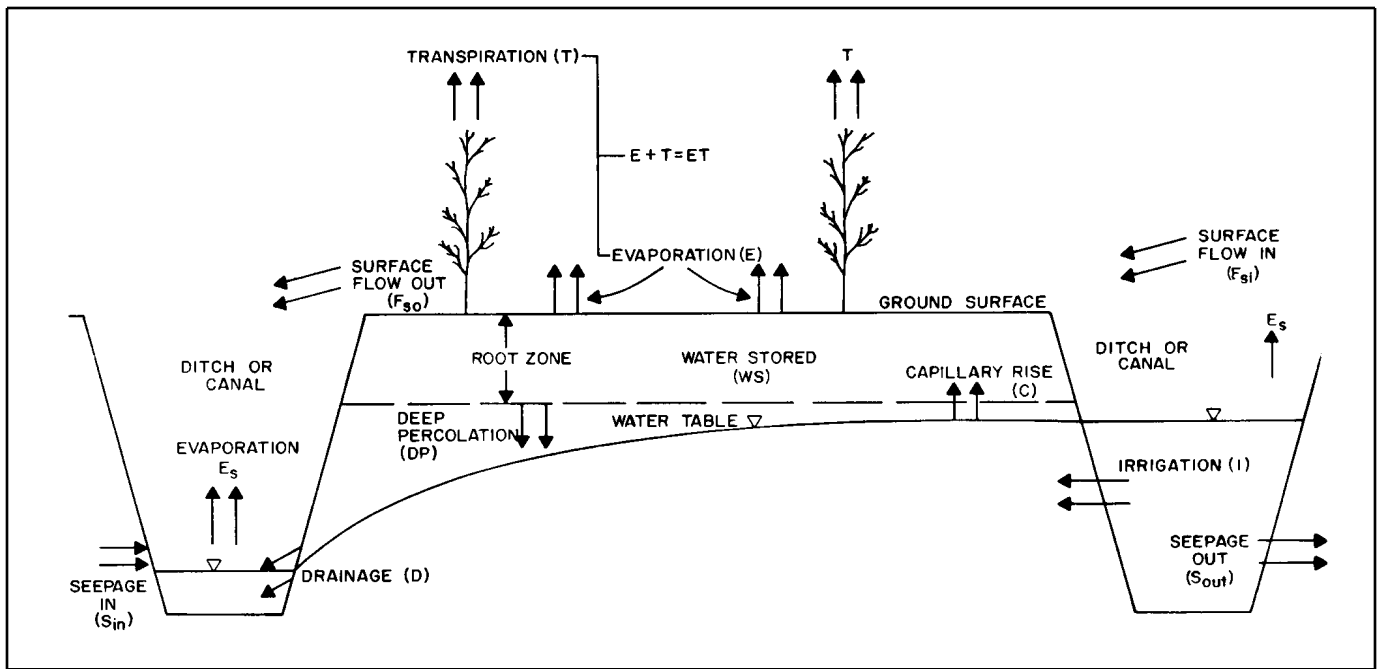 TRANSPIRATION (T)
T
E + T = ET
EVAPORATION (E)
SURFACE
FLOW OUT
(Fso)
SURFACE
FLOW IN
(Fsi)
GROUND SURFACE
Es
DITCH OR
CANAL
ROOT ZONE
WATER STORED
(WS)
DITCH OR
CANAL
CAPILLARY RISE
(C)
DEEP
PERCOLATION
(DP)
WATER TABLE
EVAPORATION
Es
IRRIGATION (I)
SEEPAGE
OUT
(Sout)
DRAINAGE (D)
SEEPAGE
IN
(Sin)